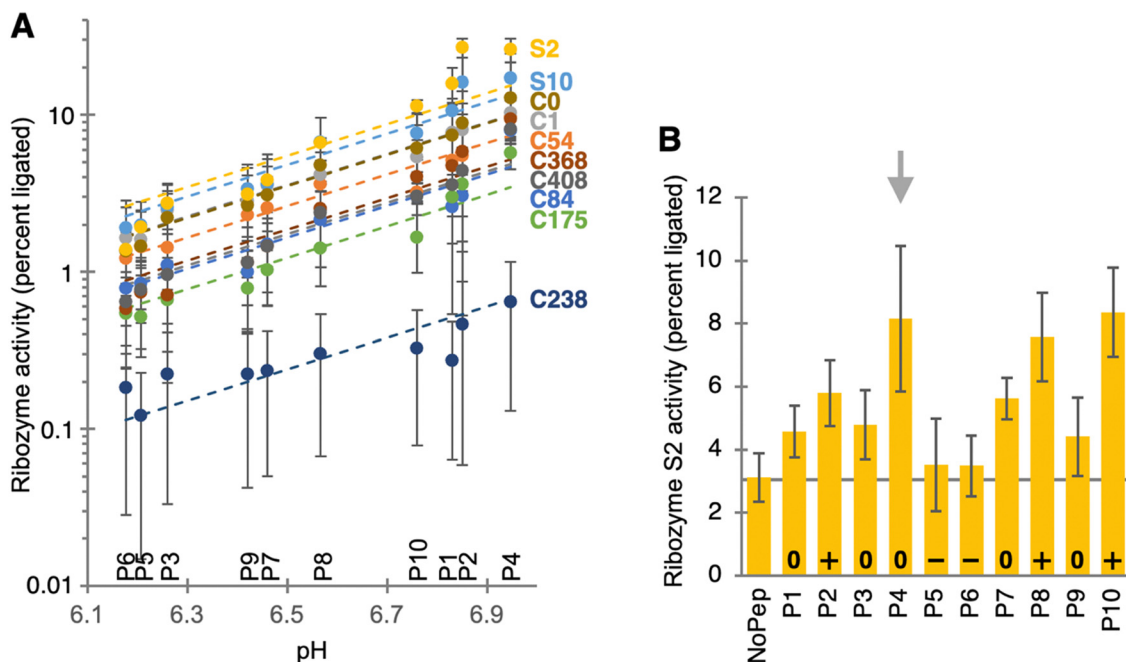 A
Ribozyme activity (percent ligated)
10
1
0.1
0.01
S2
S10
C0
C1
C54
C368
C408
C84
C175
C238
P6
P5
P3
P9
P7
P8
P10
P1
P2
P4
6.1
6.3
6.5
6.7
6.9
pH
B
Ribozyme S2 activity (percent ligated)
12
10
8
6
4
2
0
0
+
0
0
–
–
0
+
0
+
NoPep
P1
P2
P3
P4
P5
P6
P7
P8
P9
P10